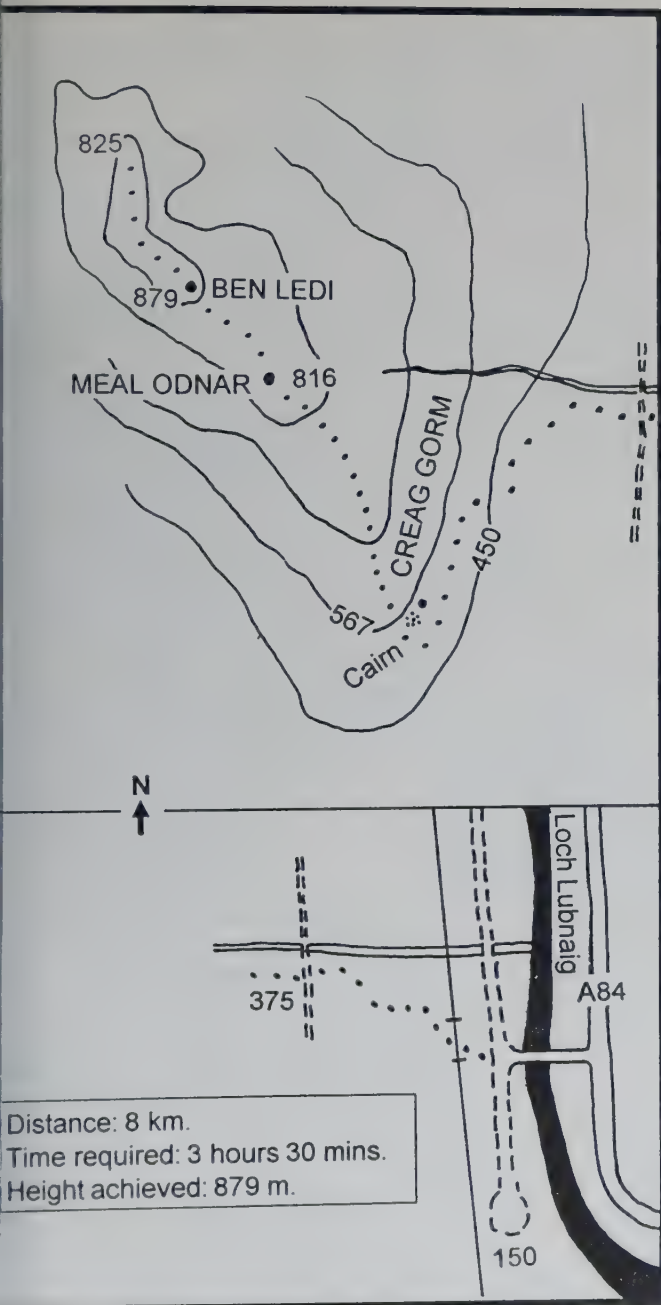 825
BEN LEDI
879
MEAL ODNAR
816
CREAG GORM
450
567
Cairn
N
Loch Lubnaig
A84
375
Distance: 8 km.
Time required: 3 hours 30 mins.
Height achieved: 879 m.
150